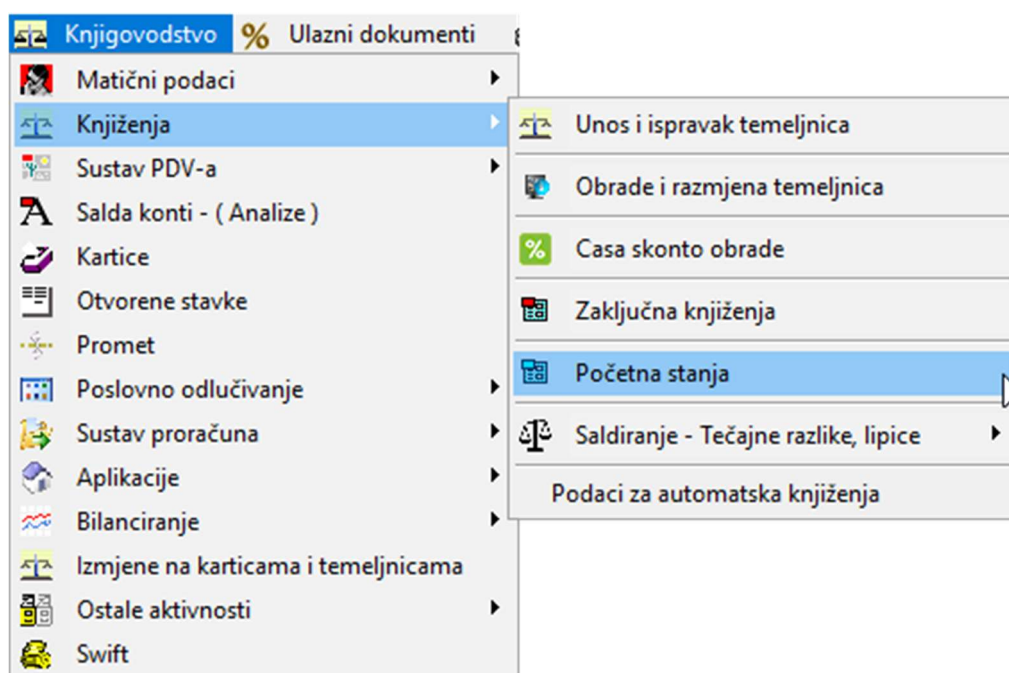 Knjigovodstvo % Ulazni dokumenti
Matični podaci
Knjiženja
Sustav PDV-a
Salda konti - ( Analize )
Kartice
Otvorene stavke
Promet
Poslovno odlučivanje
Sustav proračuna
Aplikacije
Bilanciranje
Izmjene na karticama i temeljnicama
Ostale aktivnosti
Swift
Unos i ispravak temeljnica
Obrade i razmjena temeljnica
% Casa skonto obrade
Zaključna knjiženja
Početna stanja
Saldiranje - Tečajne razlike, lipice
Podaci za automatska knjiženja